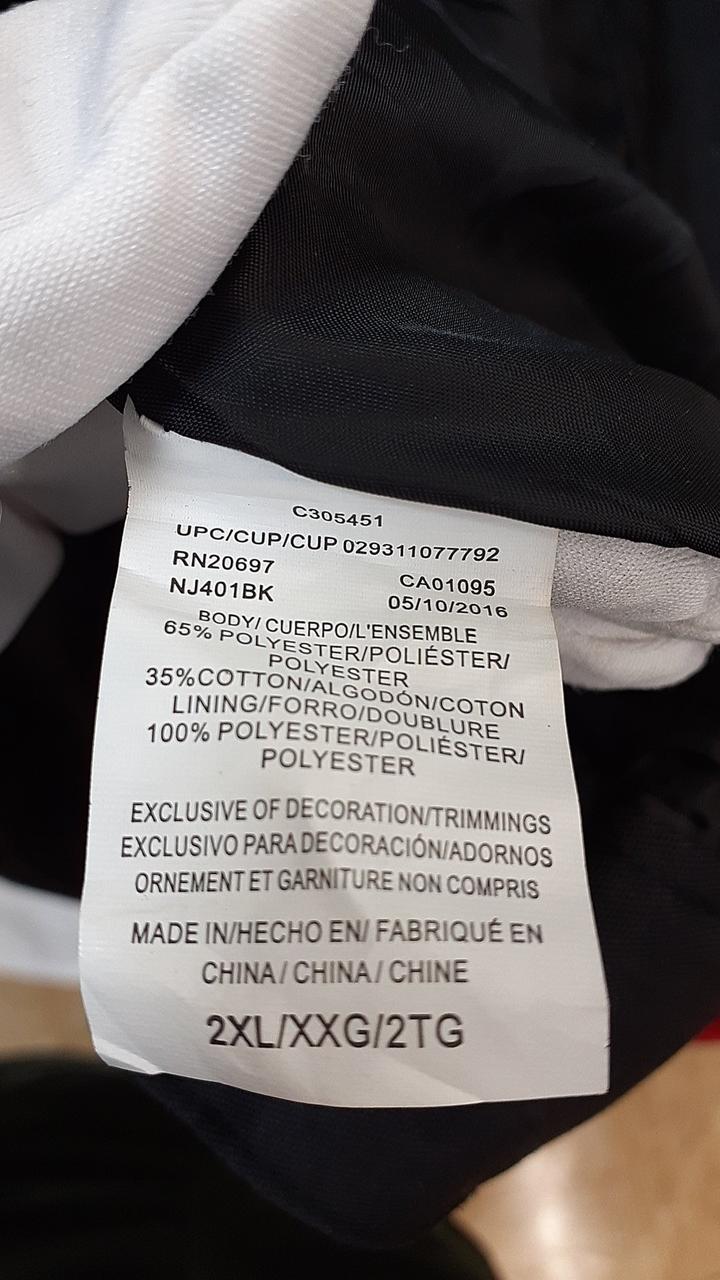 C305451
UPC/CUP/CUP 029311077792
RN20697 CA01095
NJ401BK 05/10/2016
BODY/ CUERPO/L'ENSEMBLE
65% POLYESTER/POLIÉSTER/
POLYESTER
35%COTTON/ALGODÓN/COTON
LINING/FORRO/DOUBLURE
100% POLYESTER/POLIÉSTER/
POLYESTER
EXCLUSIVE OF DECORATION/TRIMMINGS
EXCLUSIVO PARA DECORACIÓN/ADORNOS
ORNEMENT ET GARNITURE NON COMPRIS
MADE IN/HECHO EN/ FABRIQUÉ EN
CHINA/ CHINA/ CHINE
2XL/XXG/2TG